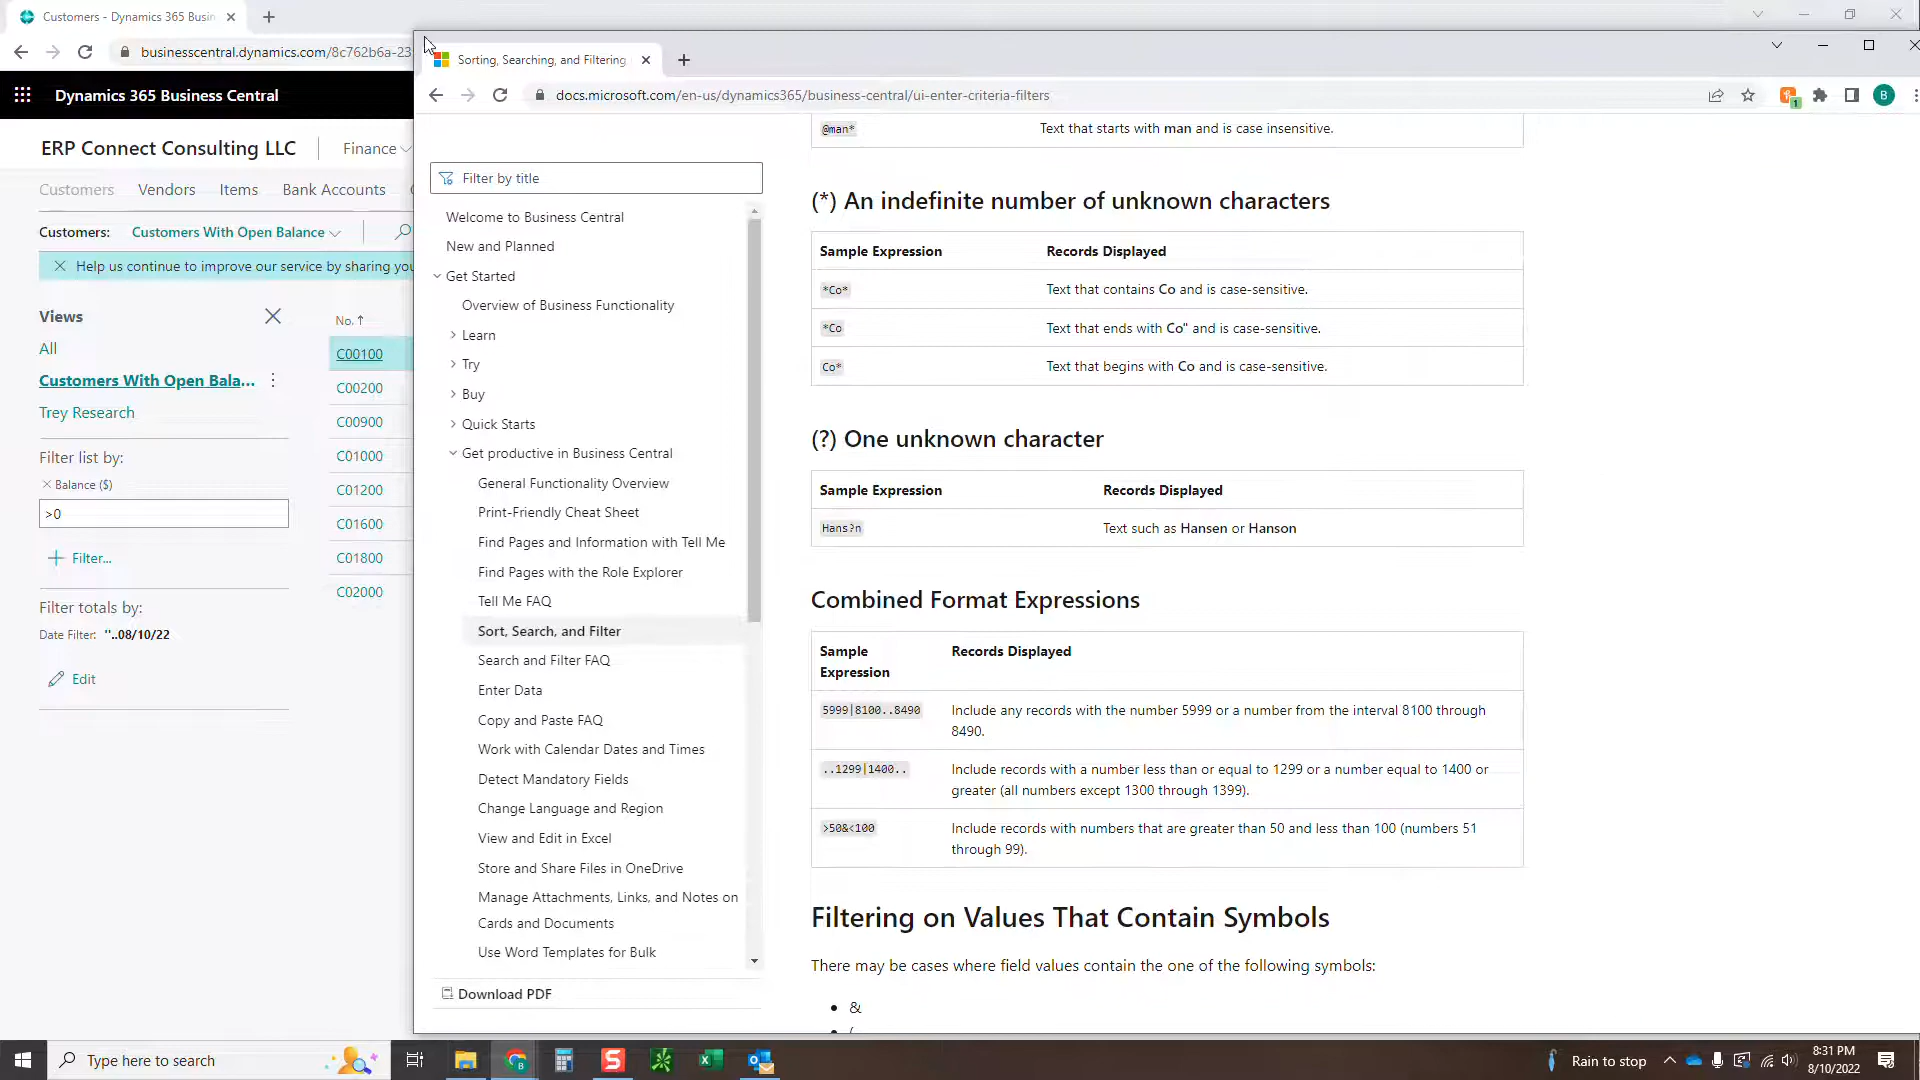 Customers - Dynamics 365 Busin
businesscentral.dynamics.com/8c762b6a-23
Dynamics 365 Business Central
ERP Connect Consulting LLC
Finance
Customers Vendors Items Bank Accounts
Customers: Customers With Open Balance
Help us continue to improve our service by sharing you
Views
All
Customers With Open Bala...
Trey Research
Filter list by:
× Balance ($)
>0
+ Filter...
Filter totals by:
Date Filter: ''..08/10/22
Edit
No. ↑
C00100
C00200
C00900
C01000
C01200
C01600
C01800
C02000
Sorting, Searching, and Filtering
docs.microsoft.com/en-us/dynamics365/business-central/ui-enter-criteria-filters
1
B
Filter by title
Welcome to Business Central
New and Planned
Get Started
Overview of Business Functionality
Learn
Try
Buy
Quick Starts
Get productive in Business Central
General Functionality Overview
Print-Friendly Cheat Sheet
Find Pages and Information with Tell Me
Find Pages with the Role Explorer
Tell Me FAQ
Sort, Search, and Filter
Search and Filter FAQ
Enter Data
Copy and Paste FAQ
Work with Calendar Dates and Times
Detect Mandatory Fields
Change Language and Region
View and Edit in Excel
Store and Share Files in OneDrive
Manage Attachments, Links, and Notes on
Cards and Documents
Use Word Templates for Bulk
Download PDF
@man* Text that starts with man and is case insensitive.
(*) An indefinite number of unknown characters
Sample Expression Records Displayed
*Co* Text that contains Co and is case-sensitive.
*Co Text that ends with Co" and is case-sensitive.
Co* Text that begins with Co and is case-sensitive.
(?) One unknown character
Sample Expression Records Displayed
Hans?n Text such as Hansen or Hanson
Combined Format Expressions
Sample Records Displayed
Expression
5999|8100..8490 Include any records with the number 5999 or a number from the interval 8100 through
8490.
..1299|1400.. Include records with a number less than or equal to 1299 or a number equal to 1400 or
greater (all numbers except 1300 through 1399).
>50&<100 Include records with numbers that are greater than 50 and less than 100 (numbers 51
through 99).
Filtering on Values That Contain Symbols
There may be cases where field values contain the one of the following symbols:
• &
• (
Type here to search
Rain to stop
8:31 PM
8/10/2022